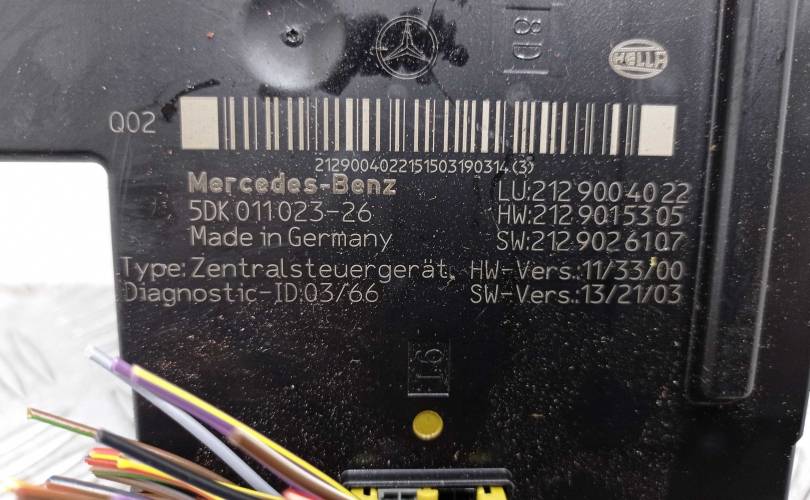 18D
HELLA
Q02
2129004022151503190314(3)
Mercedes-Benz
LU:212 900 40 22
5DK 011 023-26
HW:212 901 53 05
Made in Germany
SW:212 902 61 07
Type: Zentralsteuergerät.
HW-Vers.:11/33/00
Diagnostic-ID:03/66
SW-Vers.:13/21/03